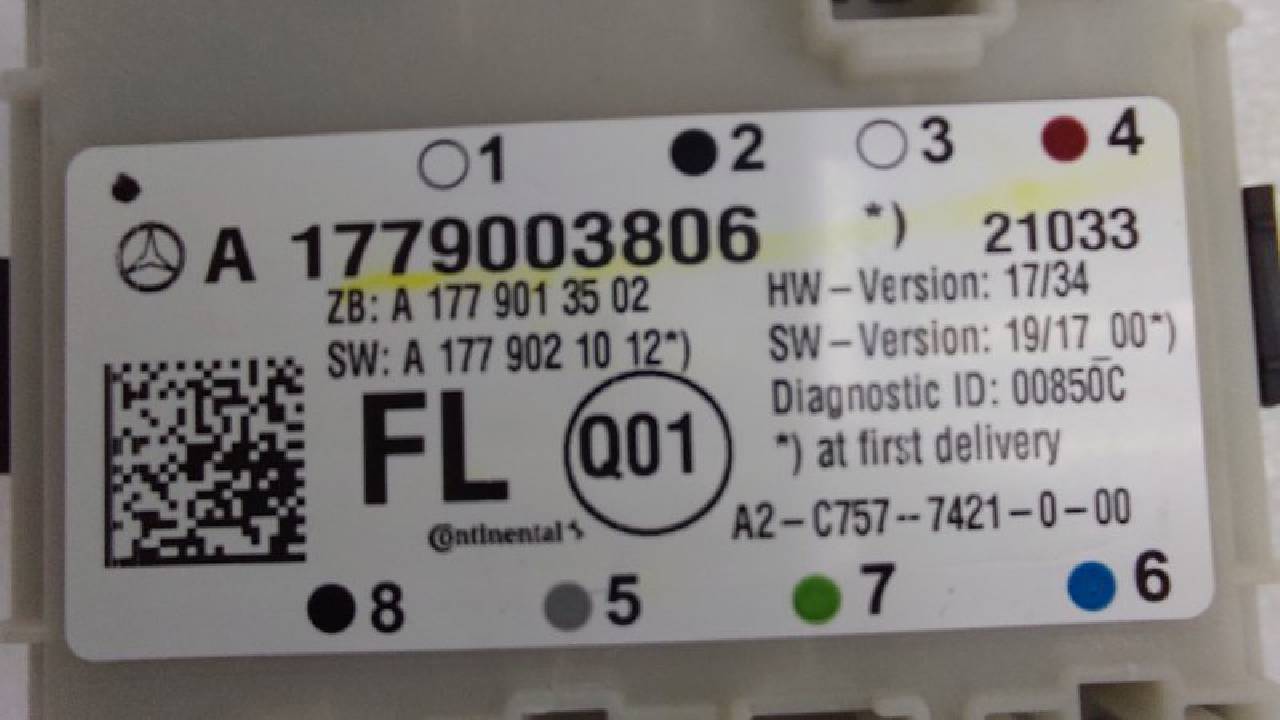 1 2 3 4
A 1779003806 *) 21033
ZB: A 177 901 35 02
HW-Version: 17/34
SW: A 177 902 10 12*)
SW-Version: 19/17_00*)
Diagnostic ID: 00850C
FL Q01
*) at first delivery
Continental
A2-C757--7421-0-00
8 5 7 6